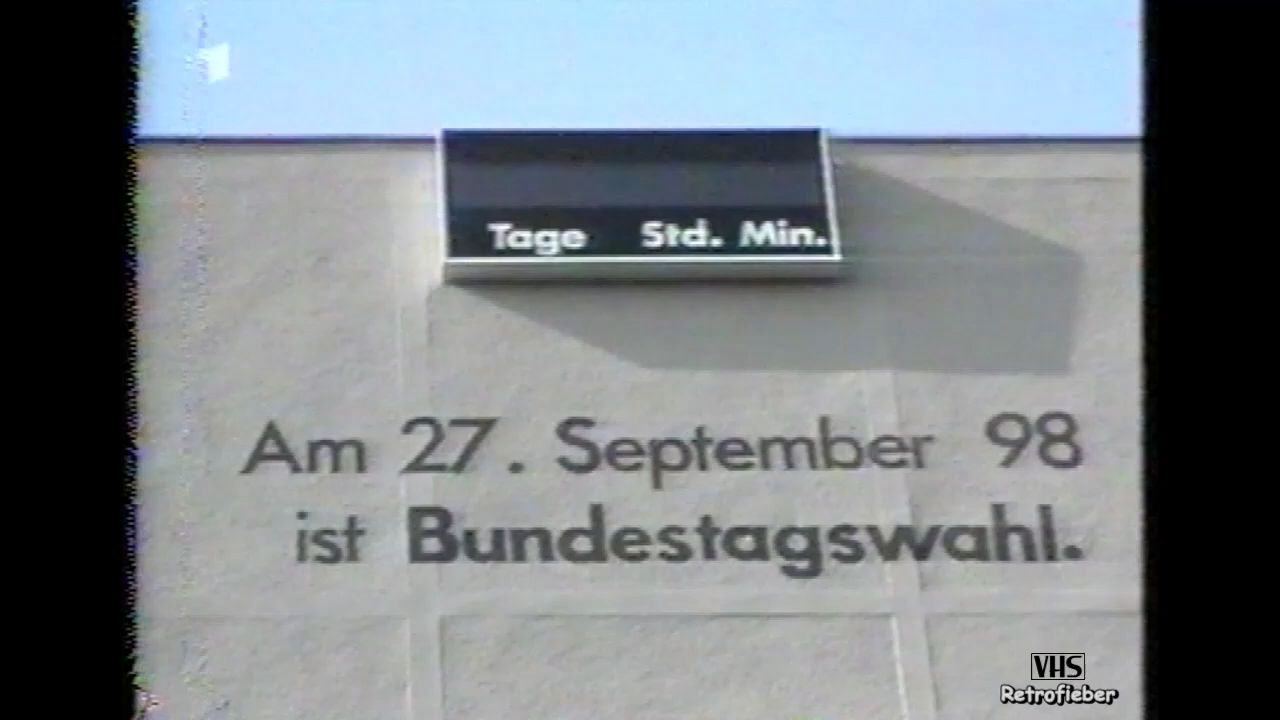 Tage Std. Min.
Am 27. September 98
ist Bundestagswahl.
VHS
Retrofieber